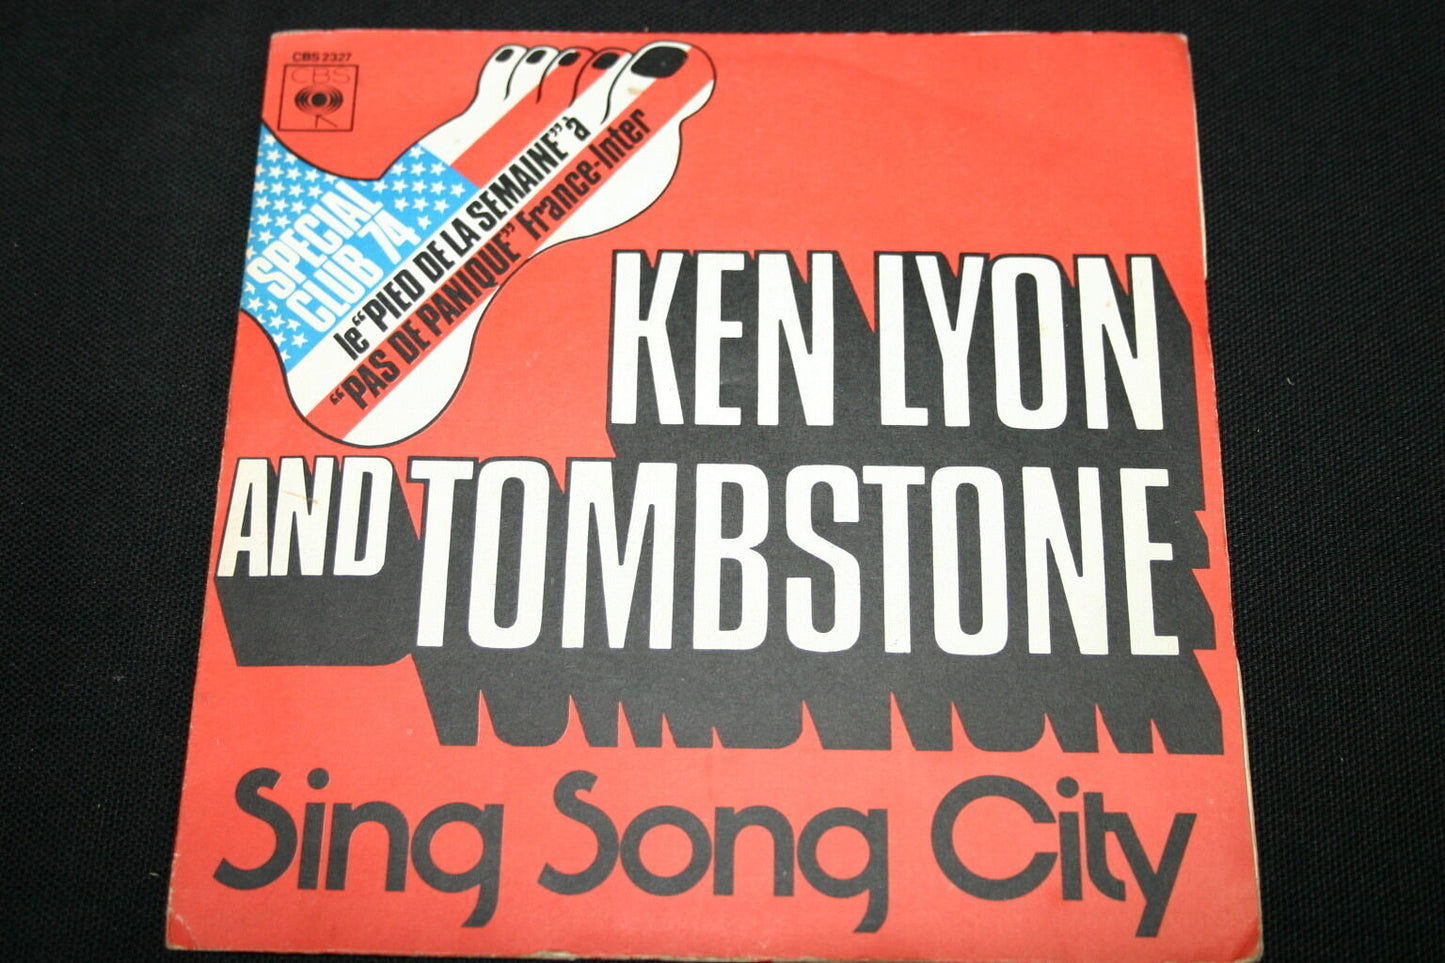 CBS 2327
CBS
SPECIAL
CLUB 74
le “PIED DE LA SEMAINE” à
“PAS DE PANIQUE” France-Inter
KEN LYON
AND TOMBSTONE
Sing Song City